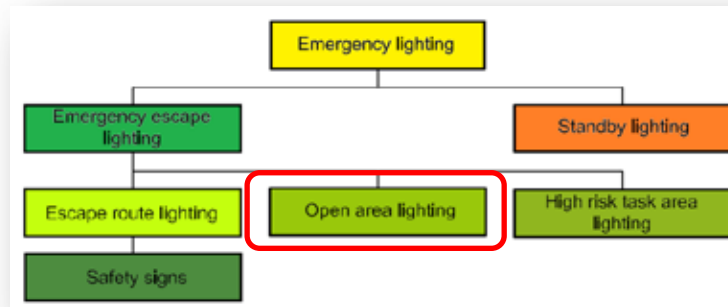 Emergency lighting
Emergency escape
lighting
Standby lighting
Escape route lighting
Open area lighting
High risk task area
lighting
Safety signs